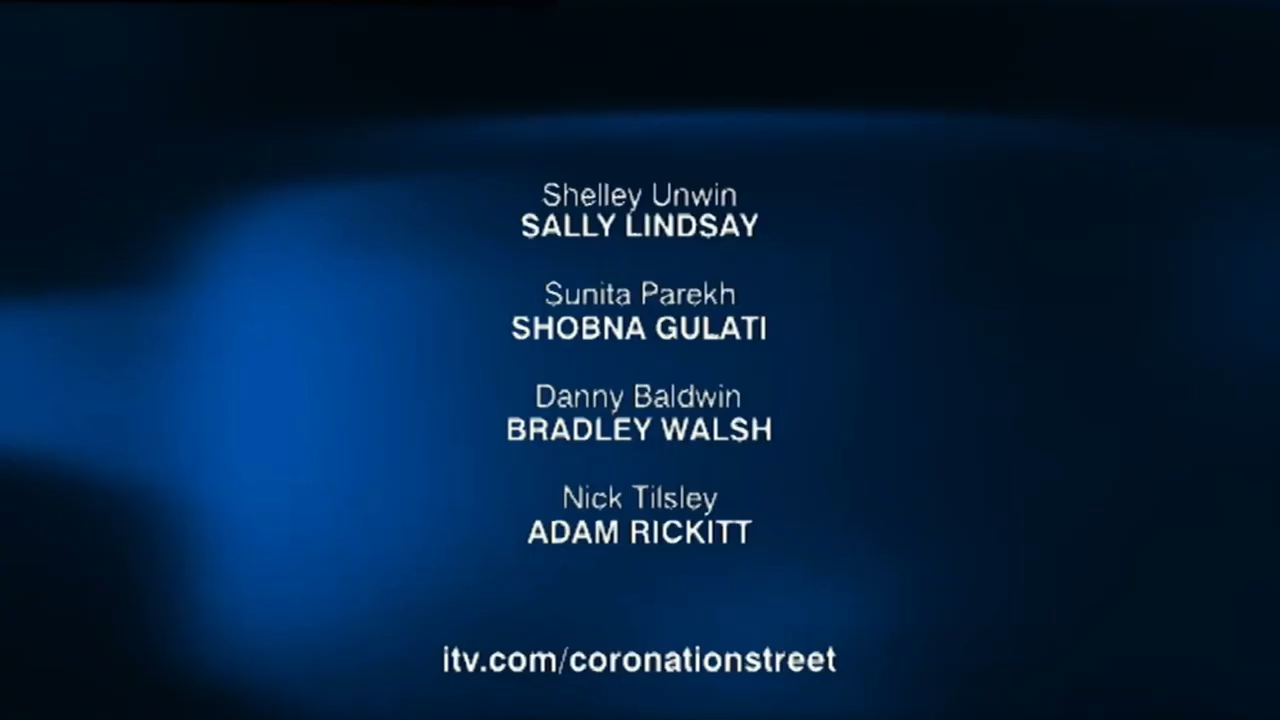 Shelley Unwin
SALLY LINDSAY
Sunita Parekh
SHOBNA GULATI
Danny Baldwin
BRADLEY WALSH
Nick Tilsley
ADAM RICKITT
itv.com/coronationstreet